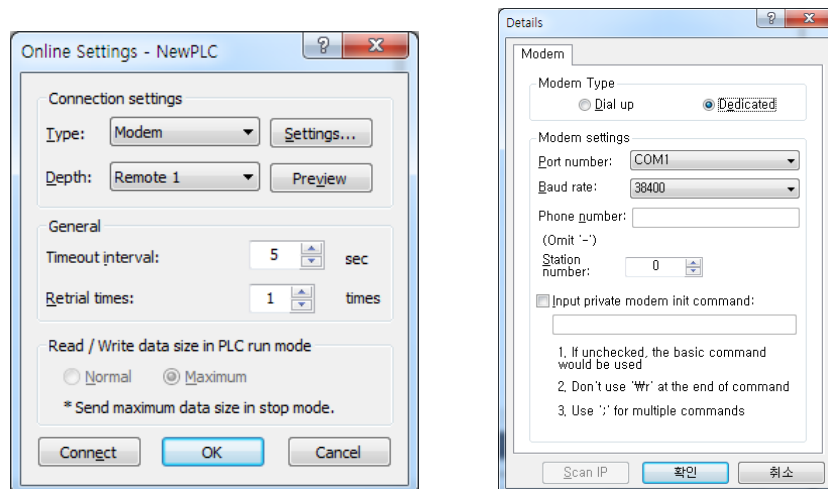 Online Settings - NewPLC
Connection settings
Type: Modem Settings...
Depth: Remote 1 Preview
General
Timeout interval: 5 sec
Retrial times: 1 times
Read / Write data size in PLC run mode
Normal Maximum
* Send maximum data size in stop mode.
Connect OK Cancel
Details
Modem
Modem Type
Dial up Dedicated
Modem settings
Port number: COM1
Baud rate: 38400
Phone number:
(Omit '-')
Station
number: 0
Input private modem init command:
1. If unchecked, the basic command
would be used
2. Don't use '₩r' at the end of command
3. Use ';' for multiple commands
Scan IP 확인 취소